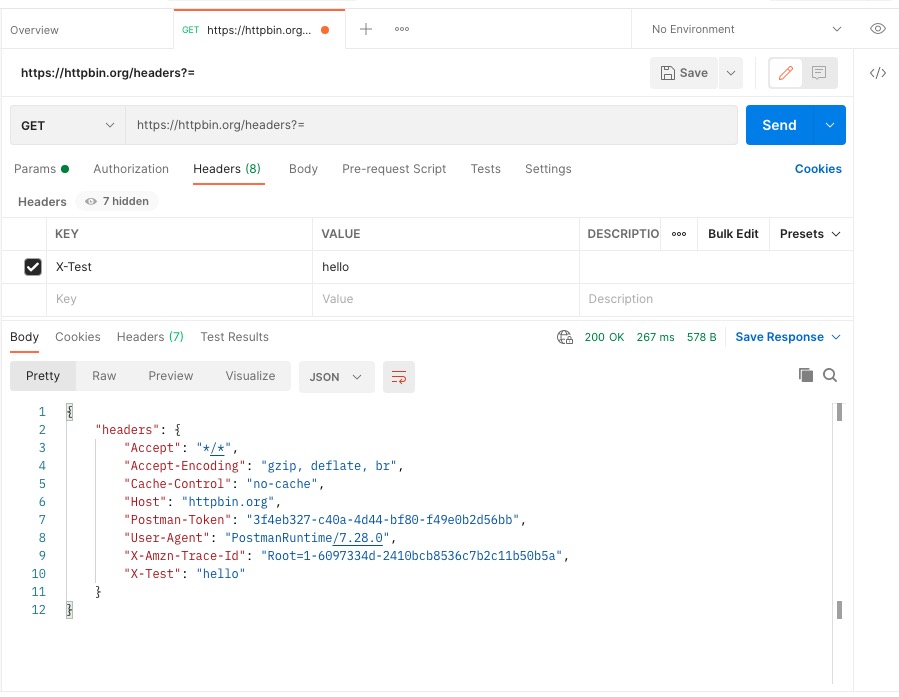 Overview GET https://httpbin.org... No Environment
https://httpbin.org/headers?= Save
GET https://httpbin.org/headers?= Send
Params Authorization Headers (8) Body Pre-request Script Tests Settings Cookies
Headers 7 hidden
KEY VALUE DESCRIPTIO Bulk Edit Presets
X-Test hello
Key Value Description
Body Cookies Headers (7) Test Results 200 OK 267 ms 578 B Save Response
Pretty Raw Preview Visualize JSON
1 {
2 "headers": {
3 "Accept": "*/*",
4 "Accept-Encoding": "gzip, deflate, br",
5 "Cache-Control": "no-cache",
6 "Host": "httpbin.org",
7 "Postman-Token": "3f4eb327-c40a-4d44-bf80-f49e0b2d56bb",
8 "User-Agent": "PostmanRuntime/7.28.0",
9 "X-Amzn-Trace-Id": "Root=1-6097334d-2410bcb8536c7b2c11b50b5a",
10 "X-Test": "hello"
11 }
12 }